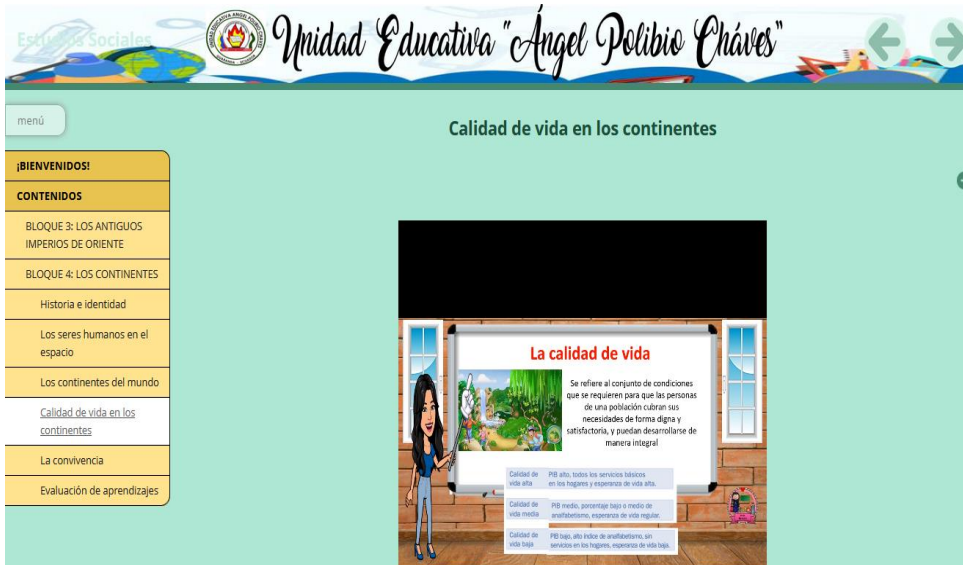 Estudios Sociales
Unidad Educativa "Ángel Polibio Cháves"
menú
Calidad de vida en los continentes
¡BIENVENIDOS!
CONTENIDOS
BLOQUE 3: LOS ANTIGUOS
IMPERIOS DE ORIENTE
BLOQUE 4: LOS CONTINENTES
Historia e identidad
Los seres humanos en el
espacio
Los continentes del mundo
Calidad de vida en los
continentes
La convivencia
Evaluación de aprendizajes
La calidad de vida
Se refiere al conjunto de condiciones
que se requieren para que las personas
de una población cubran sus
necesidades de forma digna y
satisfactoria, y puedan desarrollarse de
manera integral
Calidad de
vida alta
PIB alto, todos los servicios básicos
en los hogares y esperanza de vida alta.
Calidad de
vida media
PIB medio, porcentaje bajo o medio de
analfabetismo, esperanza de vida regular.
Calidad de
vida baja
PIB bajo, alto índice de analfabetismo, sin
servicios en los hogares, esperanza de vida baja.